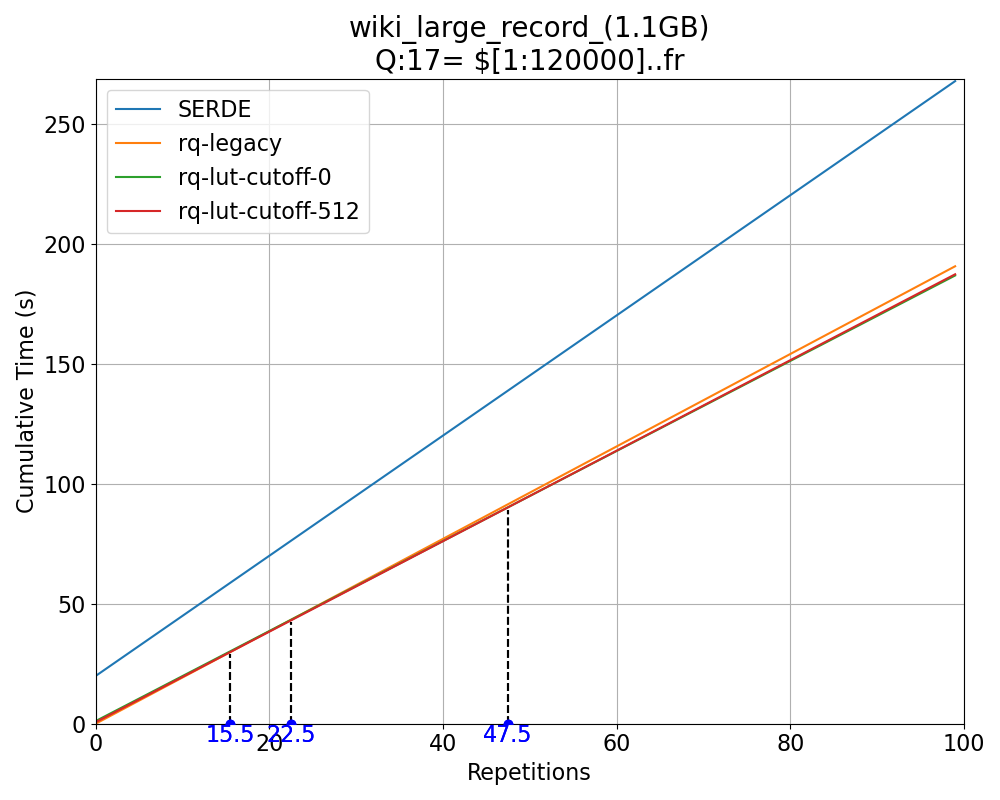 wiki_large_record_(1.1GB)
Q:17= $[1:120000]..fr
SERDE
rq-legacy
rq-lut-cutoff-0
rq-lut-cutoff-512
Cumulative Time (s)
250
200
150
100
50
0
15.5
22.5
47.5
0
20
40
60
80
100
Repetitions